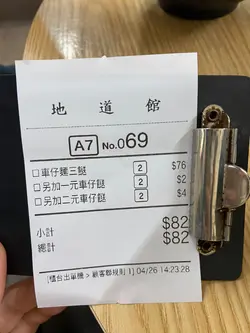 地道館
A7 No.069
□車仔麵三餸 2 $76
□另加一元車仔餸 2 $2
□另加二元車仔餸 2 $4
小計 $82
總計 $82
[櫃台出單機 > 顧客聯規則 1] 04/26 14:23:28